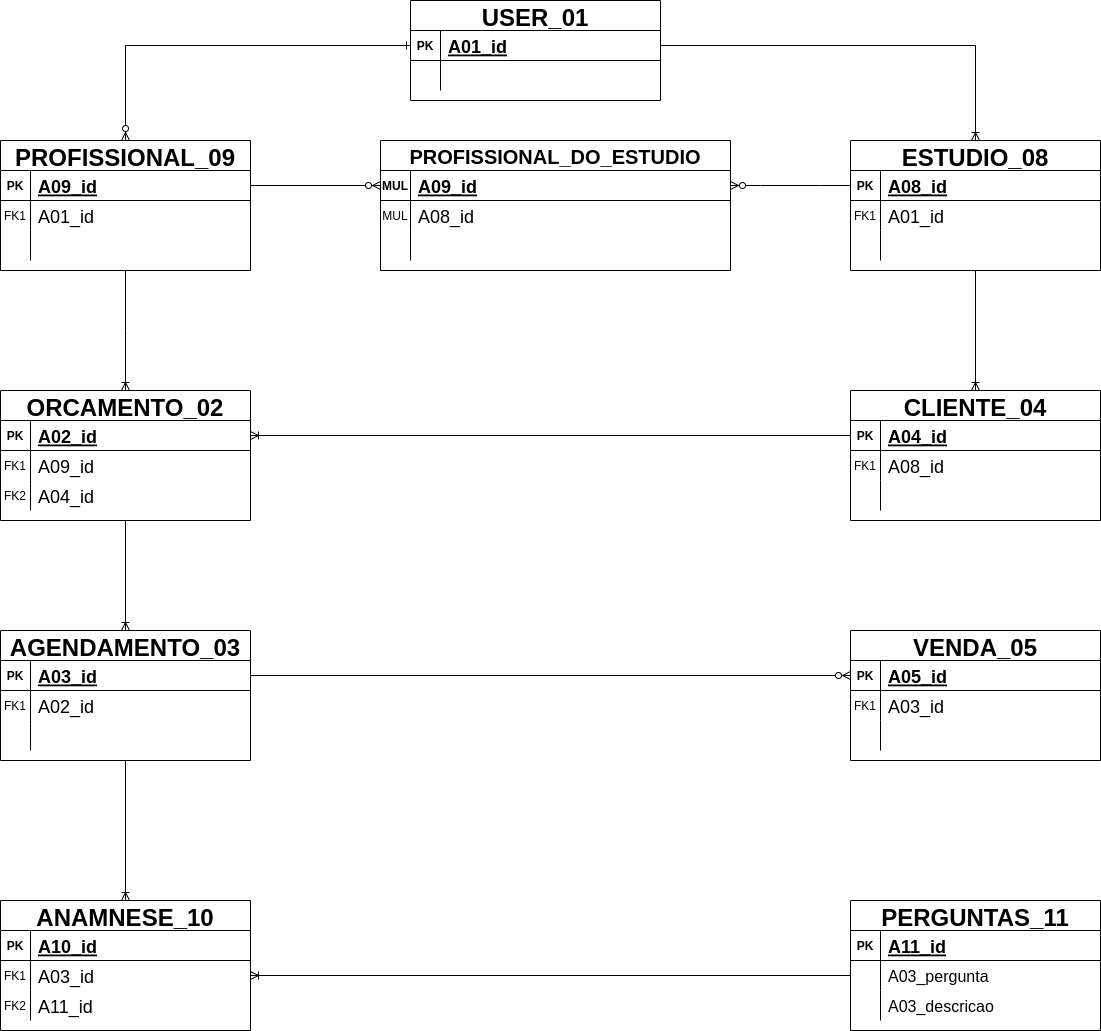 USER_01
PK A01_id
PROFISSIONAL_09
PK A09_id
FK1 A01_id
PROFISSIONAL_DO_ESTUDIO
MUL A09_id
MUL A08_id
ESTUDIO_08
PK A08_id
FK1 A01_id
ORCAMENTO_02
PK A02_id
FK1 A09_id
FK2 A04_id
CLIENTE_04
PK A04_id
FK1 A08_id
AGENDAMENTO_03
PK A03_id
FK1 A02_id
VENDA_05
PK A05_id
FK1 A03_id
ANAMNESE_10
PK A10_id
FK1 A03_id
FK2 A11_id
PERGUNTAS_11
PK A11_id
A03_pergunta
A03_descricao